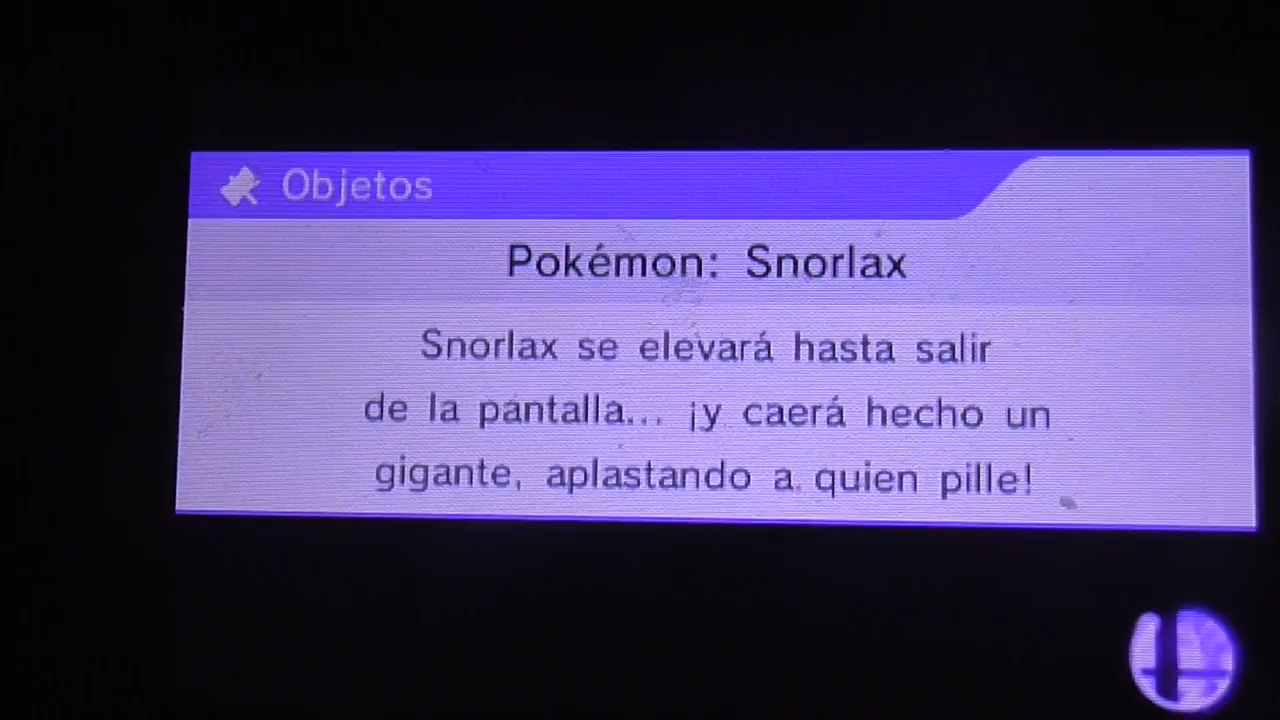 Objetos
Pokémon: Snorlax
Snorlax se elevará hasta salir
de la pantalla... ¡y caerá hecho un
gigante, aplastando a quien pille!